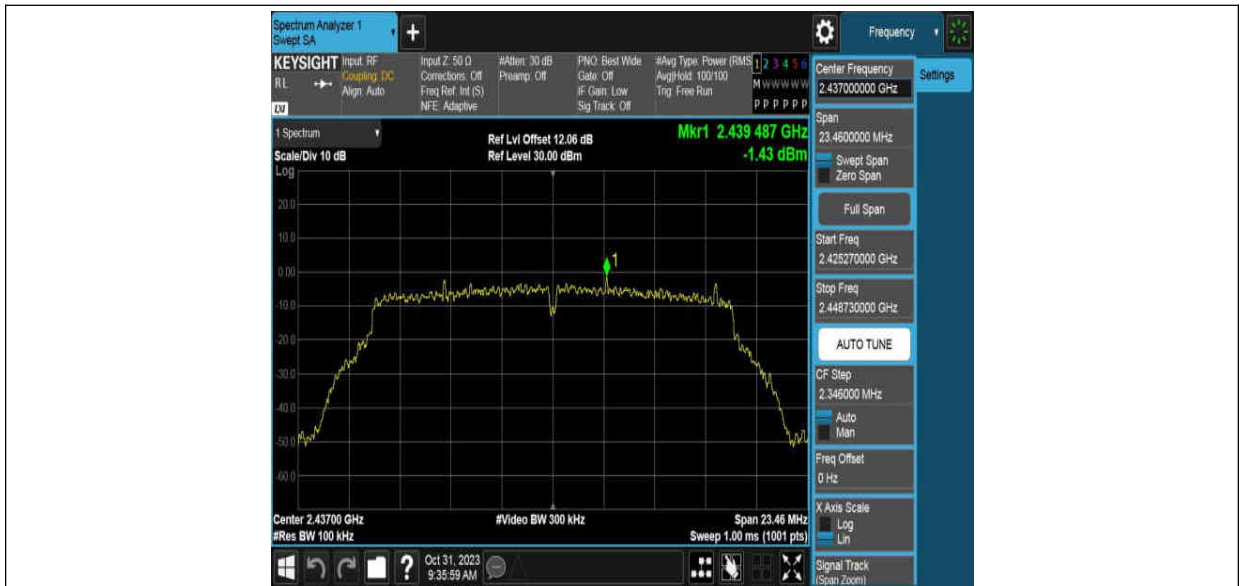 Spectrum Analyzer 1
Swept SA
+
Frequency
KEYSIGHT
RL
LXI
Input: RF
Coupling: DC
Align: Auto
Input Z: 50 Ω
Corrections: Off
Freq Ref: Int (S)
NFE: Adaptive
#Atten: 30 dB
Preamp: Off
PNO: Best Wide
Gate: Off
IF Gain: Low
Sig Track: Off
#Avg Type: Power (RMS
Avg|Hold: 100/100
Trig: Free Run
1 2 3 4 5 6
M W W W W W
P P P P P P
1 Spectrum
Scale/Div 10 dB
Log
Ref Lvl Offset 12.06 dB
Ref Level 30.00 dBm
Mkr1 2.439 487 GHz
-1.43 dBm
20.0
10.0
0.00
-10.0
-20.0
-30.0
-40.0
-50.0
-60.0
1
Center 2.43700 GHz
#Res BW 100 kHz
#Video BW 300 kHz
Span 23.46 MHz
Sweep 1.00 ms (1001 pts)
?
Oct 31, 2023
9:35:59 AM
Center Frequency
2.437000000 GHz
Span
23.4600000 MHz
Swept Span
Zero Span
Full Span
Start Freq
2.425270000 GHz
Stop Freq
2.448730000 GHz
AUTO TUNE
CF Step
2.346000 MHz
Auto
Man
Freq Offset
0 Hz
X Axis Scale
Log
Lin
Signal Track
(Span Zoom)
Settings